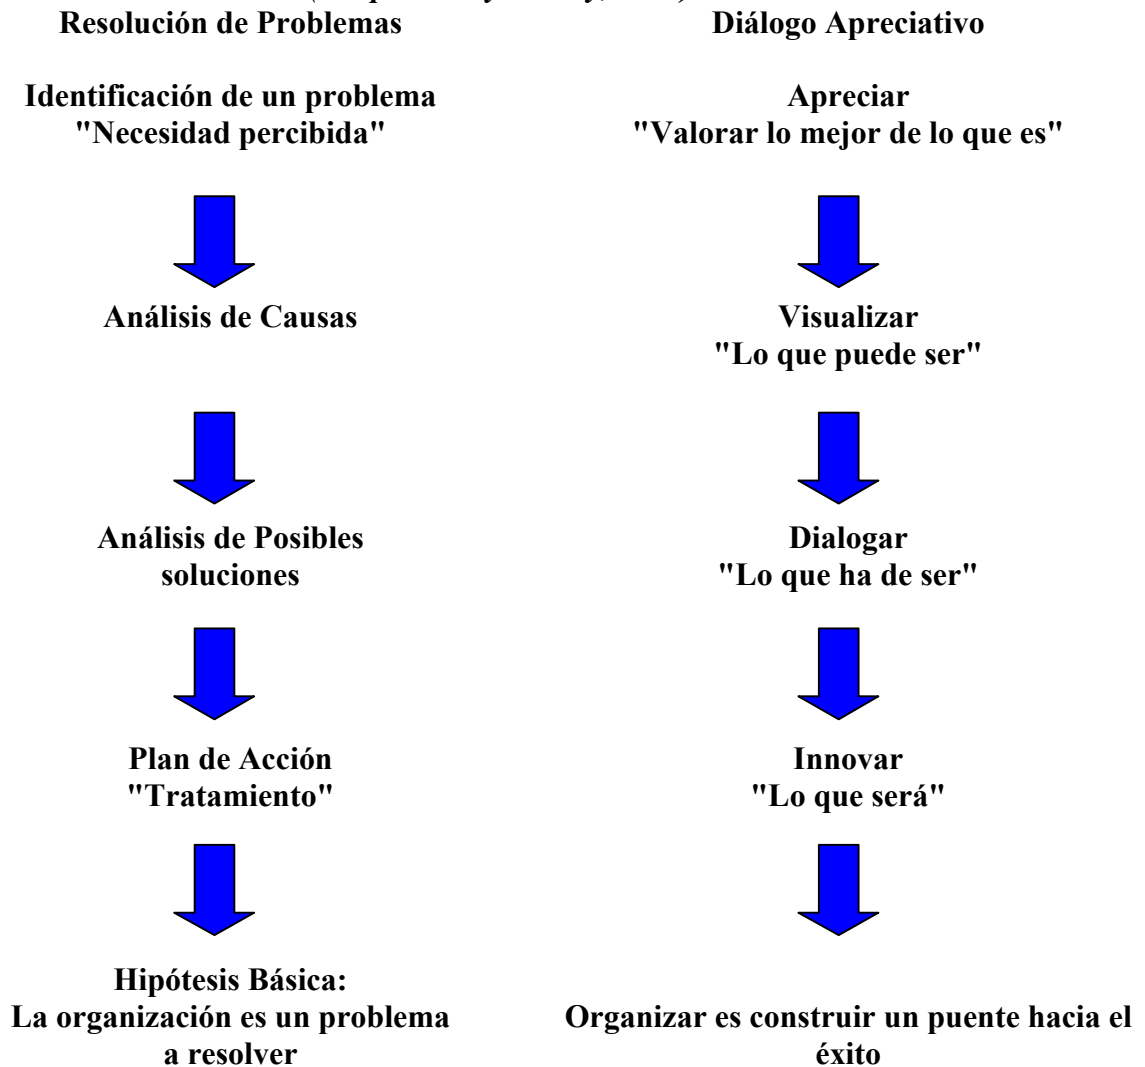 Resolución de Problemas
Diálogo Apreciativo
Identificación de un problema
"Necesidad percibida"
Apreciar
"Valorar lo mejor de lo que es"
Análisis de Causas
Visualizar
"Lo que puede ser"
Análisis de Posibles
soluciones
Dialogar
"Lo que ha de ser"
Plan de Acción
"Tratamiento"
Innovar
"Lo que será"
Hipótesis Básica:
La organización es un problema
a resolver
Organizar es construir un puente hacia el
éxito